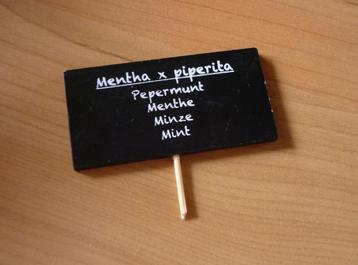 Mentha x piperita
Pepermunt
Menthe
Minze
Mint